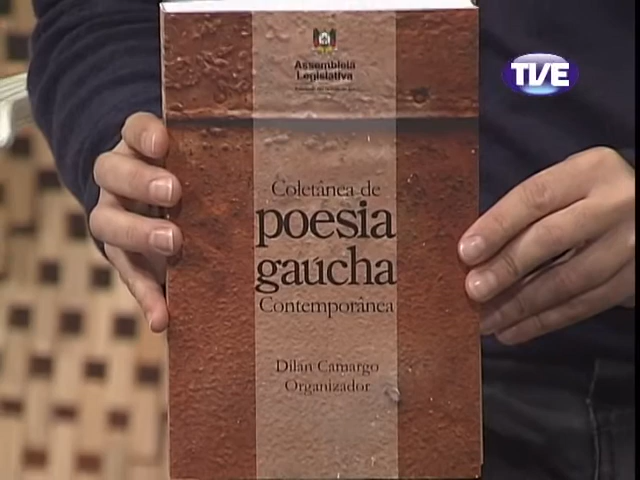 Assembleia
Legislativa
TVE
Coletânea de
poesia
gaúcha
Contemporânea
Dilan Camargo
Organizador